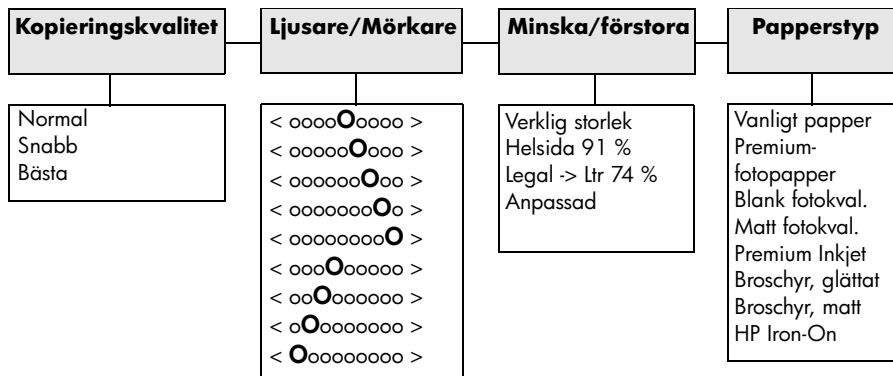 Kopieringskvalitet
Ljusare/Mörkare
Minska/förstora
Papperstyp
Normal
Snabb
Bästa
< ooooOoooo >
< oooooOooo >
< ooooooOoo >
< oooooooOo >
< ooooooooO >
< oooOooooo >
< ooOoooooo >
< oOooooooo >
< Ooooooooo >
Verklig storlek
Helsida 91 %
Legal -> Ltr 74 %
Anpassad
Vanligt papper
Premium-
fotopapper
Blank fotokval.
Matt fotokval.
Premium Inkjet
Broschyr, glättat
Broschyr, matt
HP Iron-On